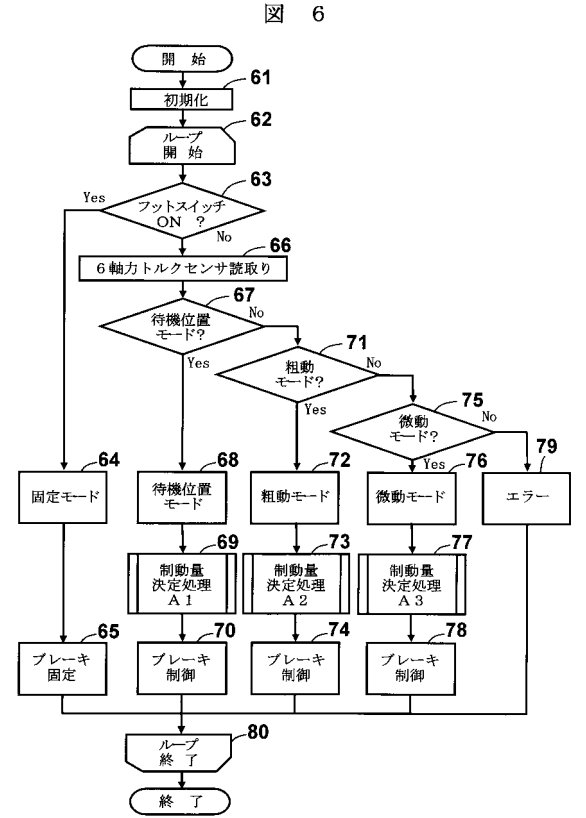 図 6
開 始
61
初期化
62
ループ
開 始
63
フットスイッチ
ON ?
Yes
No
66
6軸力トルクセンサ読取り
67
待機位置
モード?
No
Yes
71
粗動
モード?
No
Yes
75
微動
モード?
No
Yes
64
固定モード
68
待機位置
モード
72
粗動モード
76
微動モード
79
エラー
69
制動量
決定処理
A1
73
制動量
決定処理
A2
77
制動量
決定処理
A3
65
ブレーキ
固定
70
ブレーキ
制御
74
ブレーキ
制御
78
ブレーキ
制御
80
ループ
終 了
終 了